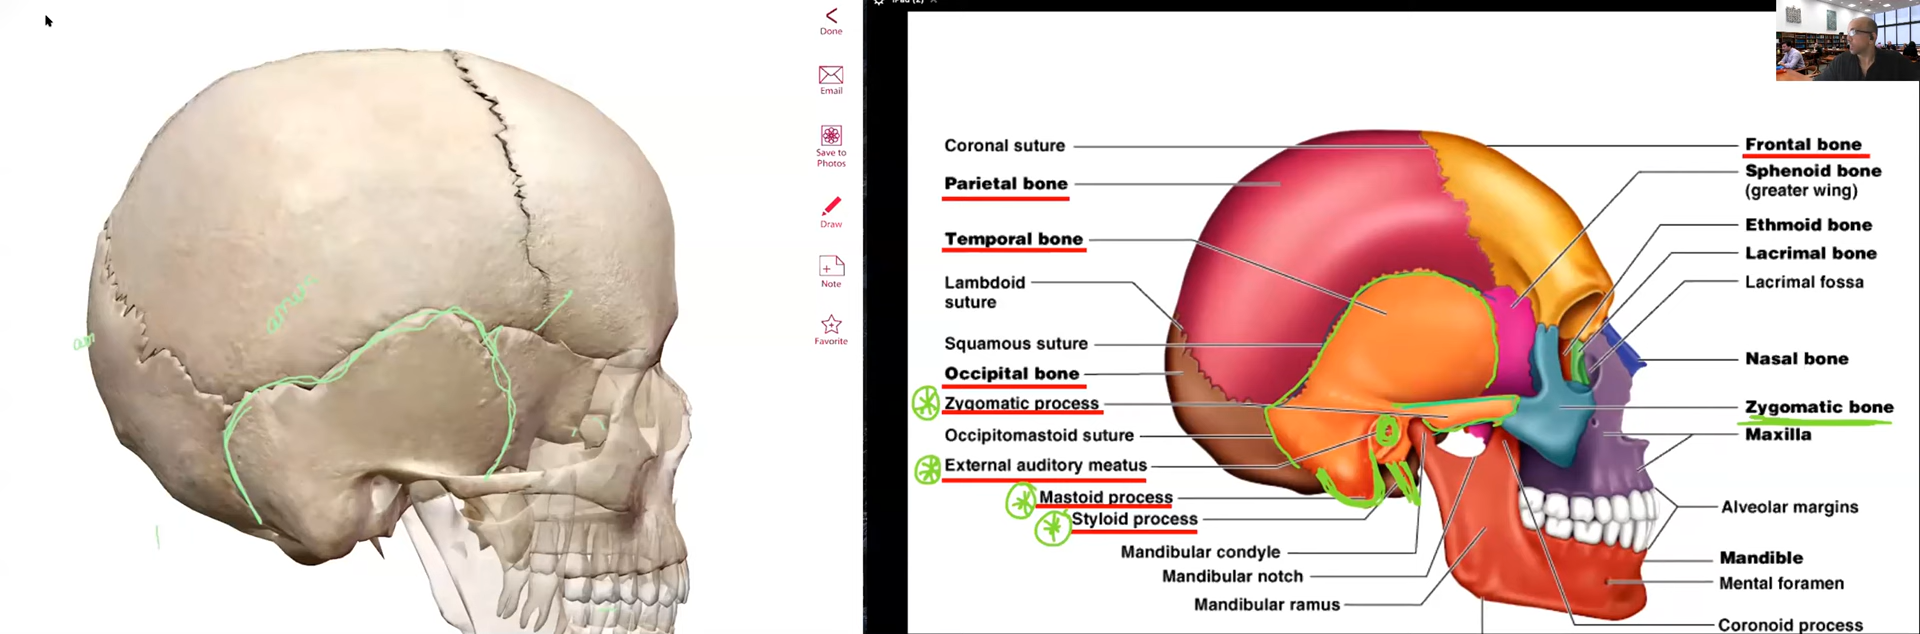 Done
Email
Save to
Photos
Draw
Note
Favorite
iPad (2)
Coronal suture
Parietal bone
Temporal bone
Lambdoid
suture
Squamous suture
Occipital bone
Zygomatic process
Occipitomastoid suture
External auditory meatus
Mastoid process
Styloid process
Mandibular condyle
Mandibular notch
Mandibular ramus
Frontal bone
Sphenoid bone
(greater wing)
Ethmoid bone
Lacrimal bone
Lacrimal fossa
Nasal bone
Zygomatic bone
Maxilla
Alveolar margins
Mandible
Mental foramen
Coronoid process